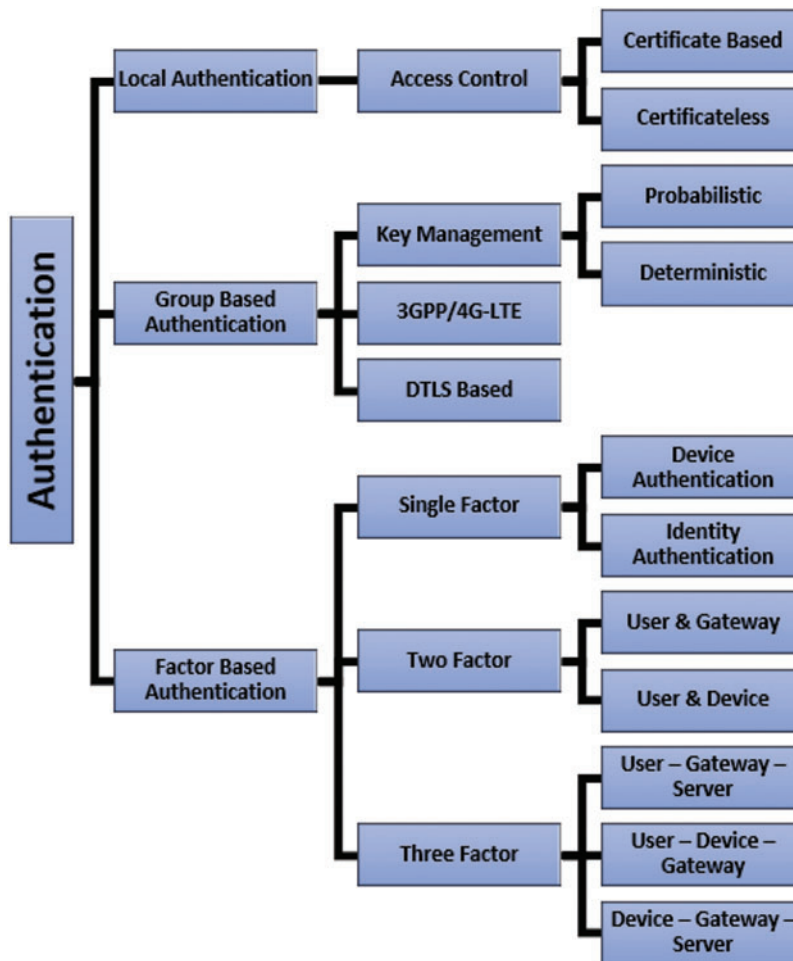 Authentication
Local Authentication
Access Control
Certificate Based
Certificateless
Group Based
Authentication
Key Management
Probabilistic
Deterministic
3GPP/4G-LTE
DTLS Based
Factor Based
Authentication
Single Factor
Device
Authentication
Identity
Authentication
Two Factor
User & Gateway
User & Device
Three Factor
User – Gateway –
Server
User – Device –
Gateway
Device – Gateway –
Server